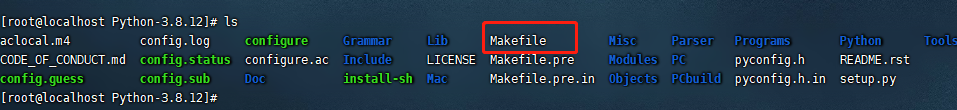 [root@localhost Python-3.8.12]# ls
aclocal.m4 config.log configure Grammar Lib Makefile Misc Parser Programs Python Tools
CODE_OF_CONDUCT.md config.status configure.ac Include LICENSE Makefile.pre Modules PC pyconfig.h README.rst
config.guess config.sub Doc install-sh Mac Makefile.pre.in Objects PCbuild pyconfig.h.in setup.py
[root@localhost Python-3.8.12]#